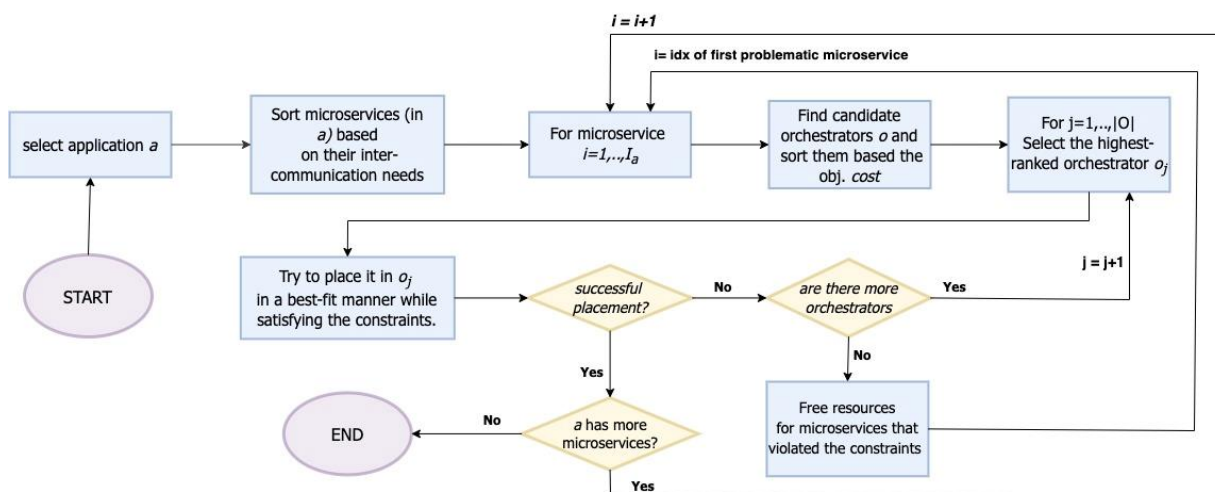 i = i+1
i= idx of first problematic microservice
select application a
Sort microservices (in
a) based
on their inter-
communication needs
For microservice
i=1,..,Iₐ
Find candidate
orchestrators o and
sort them based the
obj. cost
For j=1,..,|O|
Select the highest-
ranked orchestrator oⱼ
START
Try to place it in oⱼ
in a best-fit manner while
satisfying the constraints.
successful
placement?
No
are there more
orchestrators
Yes
j = j+1
Yes
No
END
No
a has more
microservices?
Free resources
for microservices that
violated the constraints
Yes